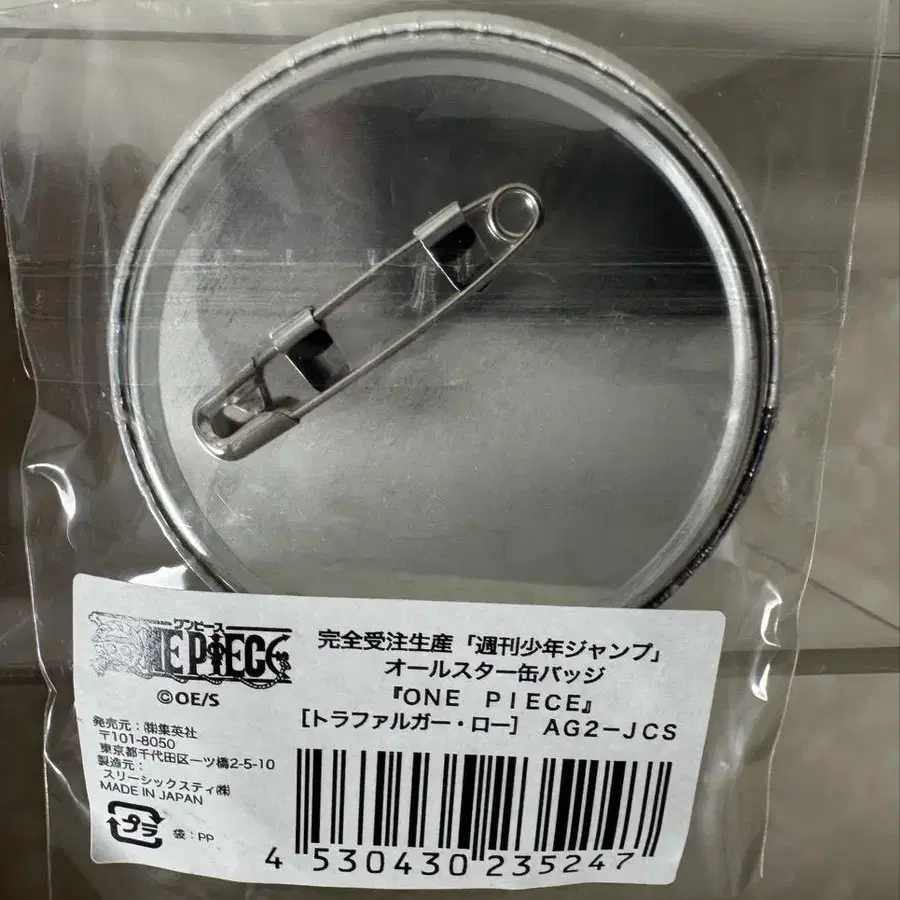 ワンピース
ONE PIECE
©OE/S
発売元：㈱集英社
〒101-8050
東京都千代田区一ツ橋2-5-10
製造元：
スリーシックスティ㈱
MADE IN JAPAN
プラ
袋：PP
完全受注生産「週刊少年ジャンプ」
オールスター缶バッジ
『ONE PIECE』
[トラファルガー・ロー] AG2-JCS
4 530430 235247